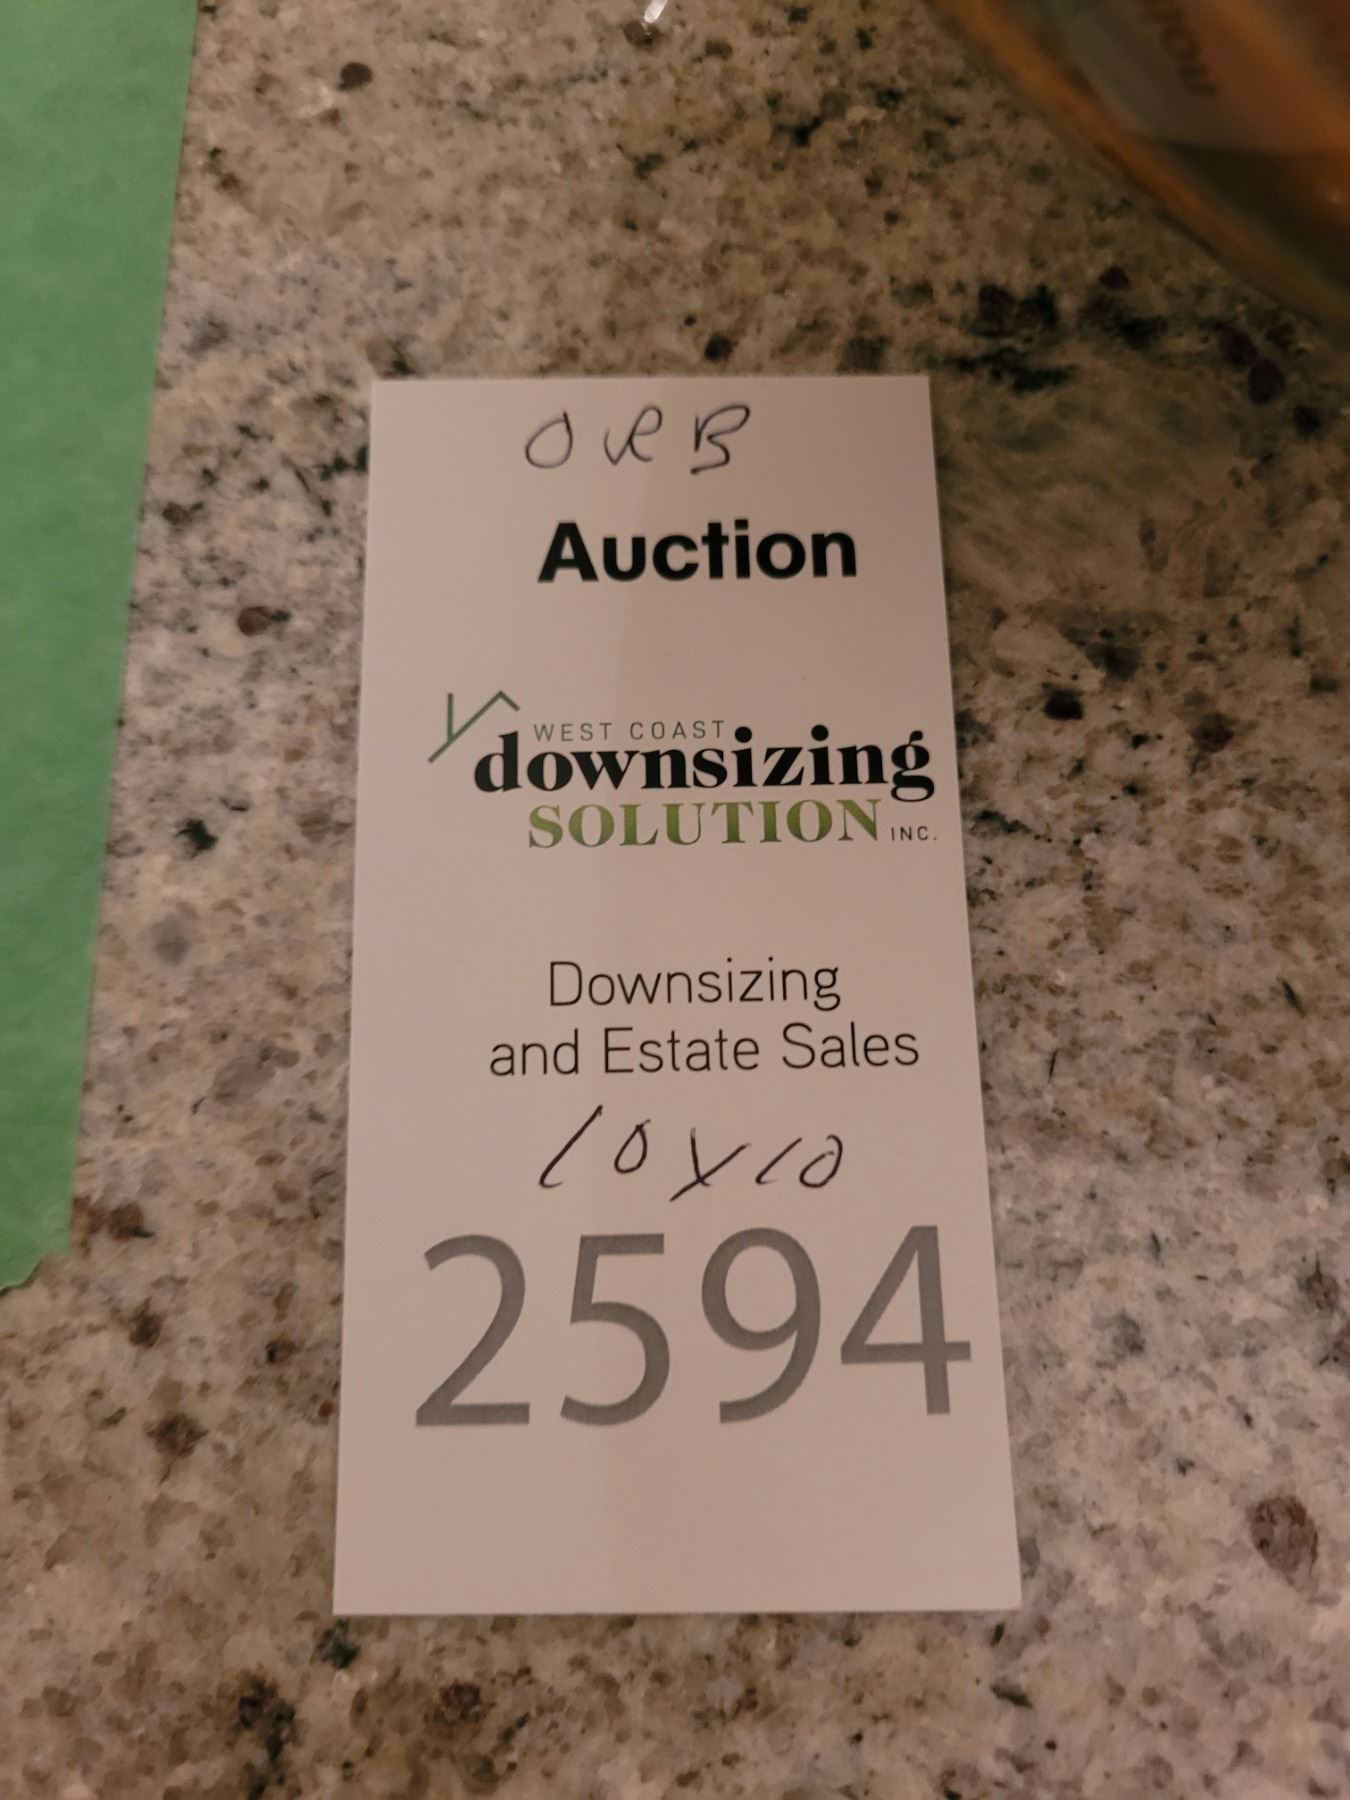 ORB
Auction
WEST COAST
downsizing
SOLUTION INC.
Downsizing
and Estate Sales
10x10
2594